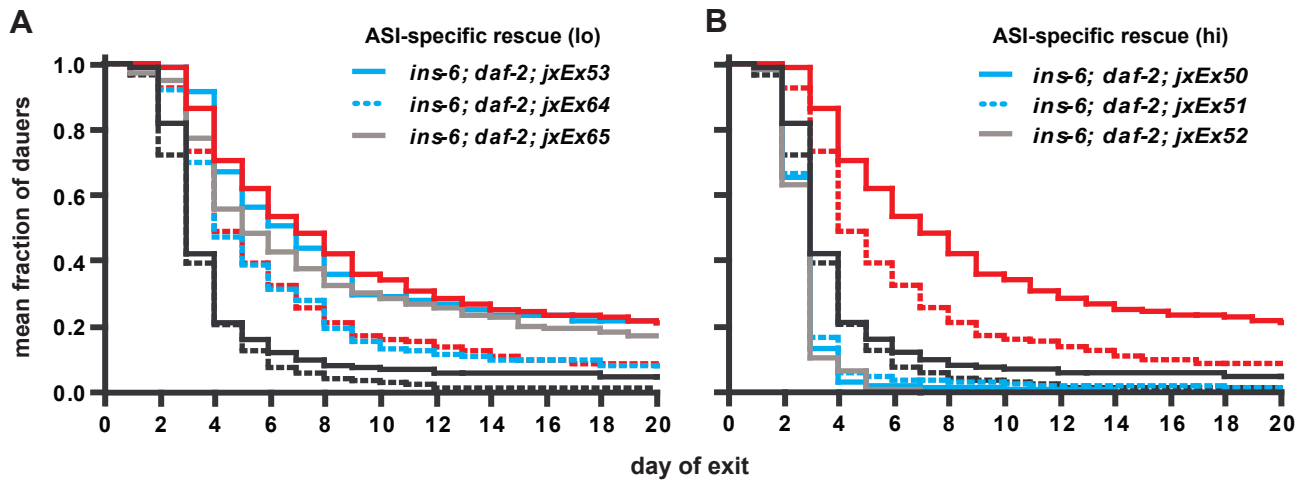 A
ASI-specific rescue (lo)
ins-6; daf-2; jxEx53
ins-6; daf-2; jxEx64
ins-6; daf-2; jxEx65
mean fraction of dauers
1.0
0.8
0.6
0.4
0.2
0.0
0 2 4 6 8 10 12 14 16 18 20
B
ASI-specific rescue (hi)
ins-6; daf-2; jxEx50
ins-6; daf-2; jxEx51
ins-6; daf-2; jxEx52
0 2 4 6 8 10 12 14 16 18 20
day of exit